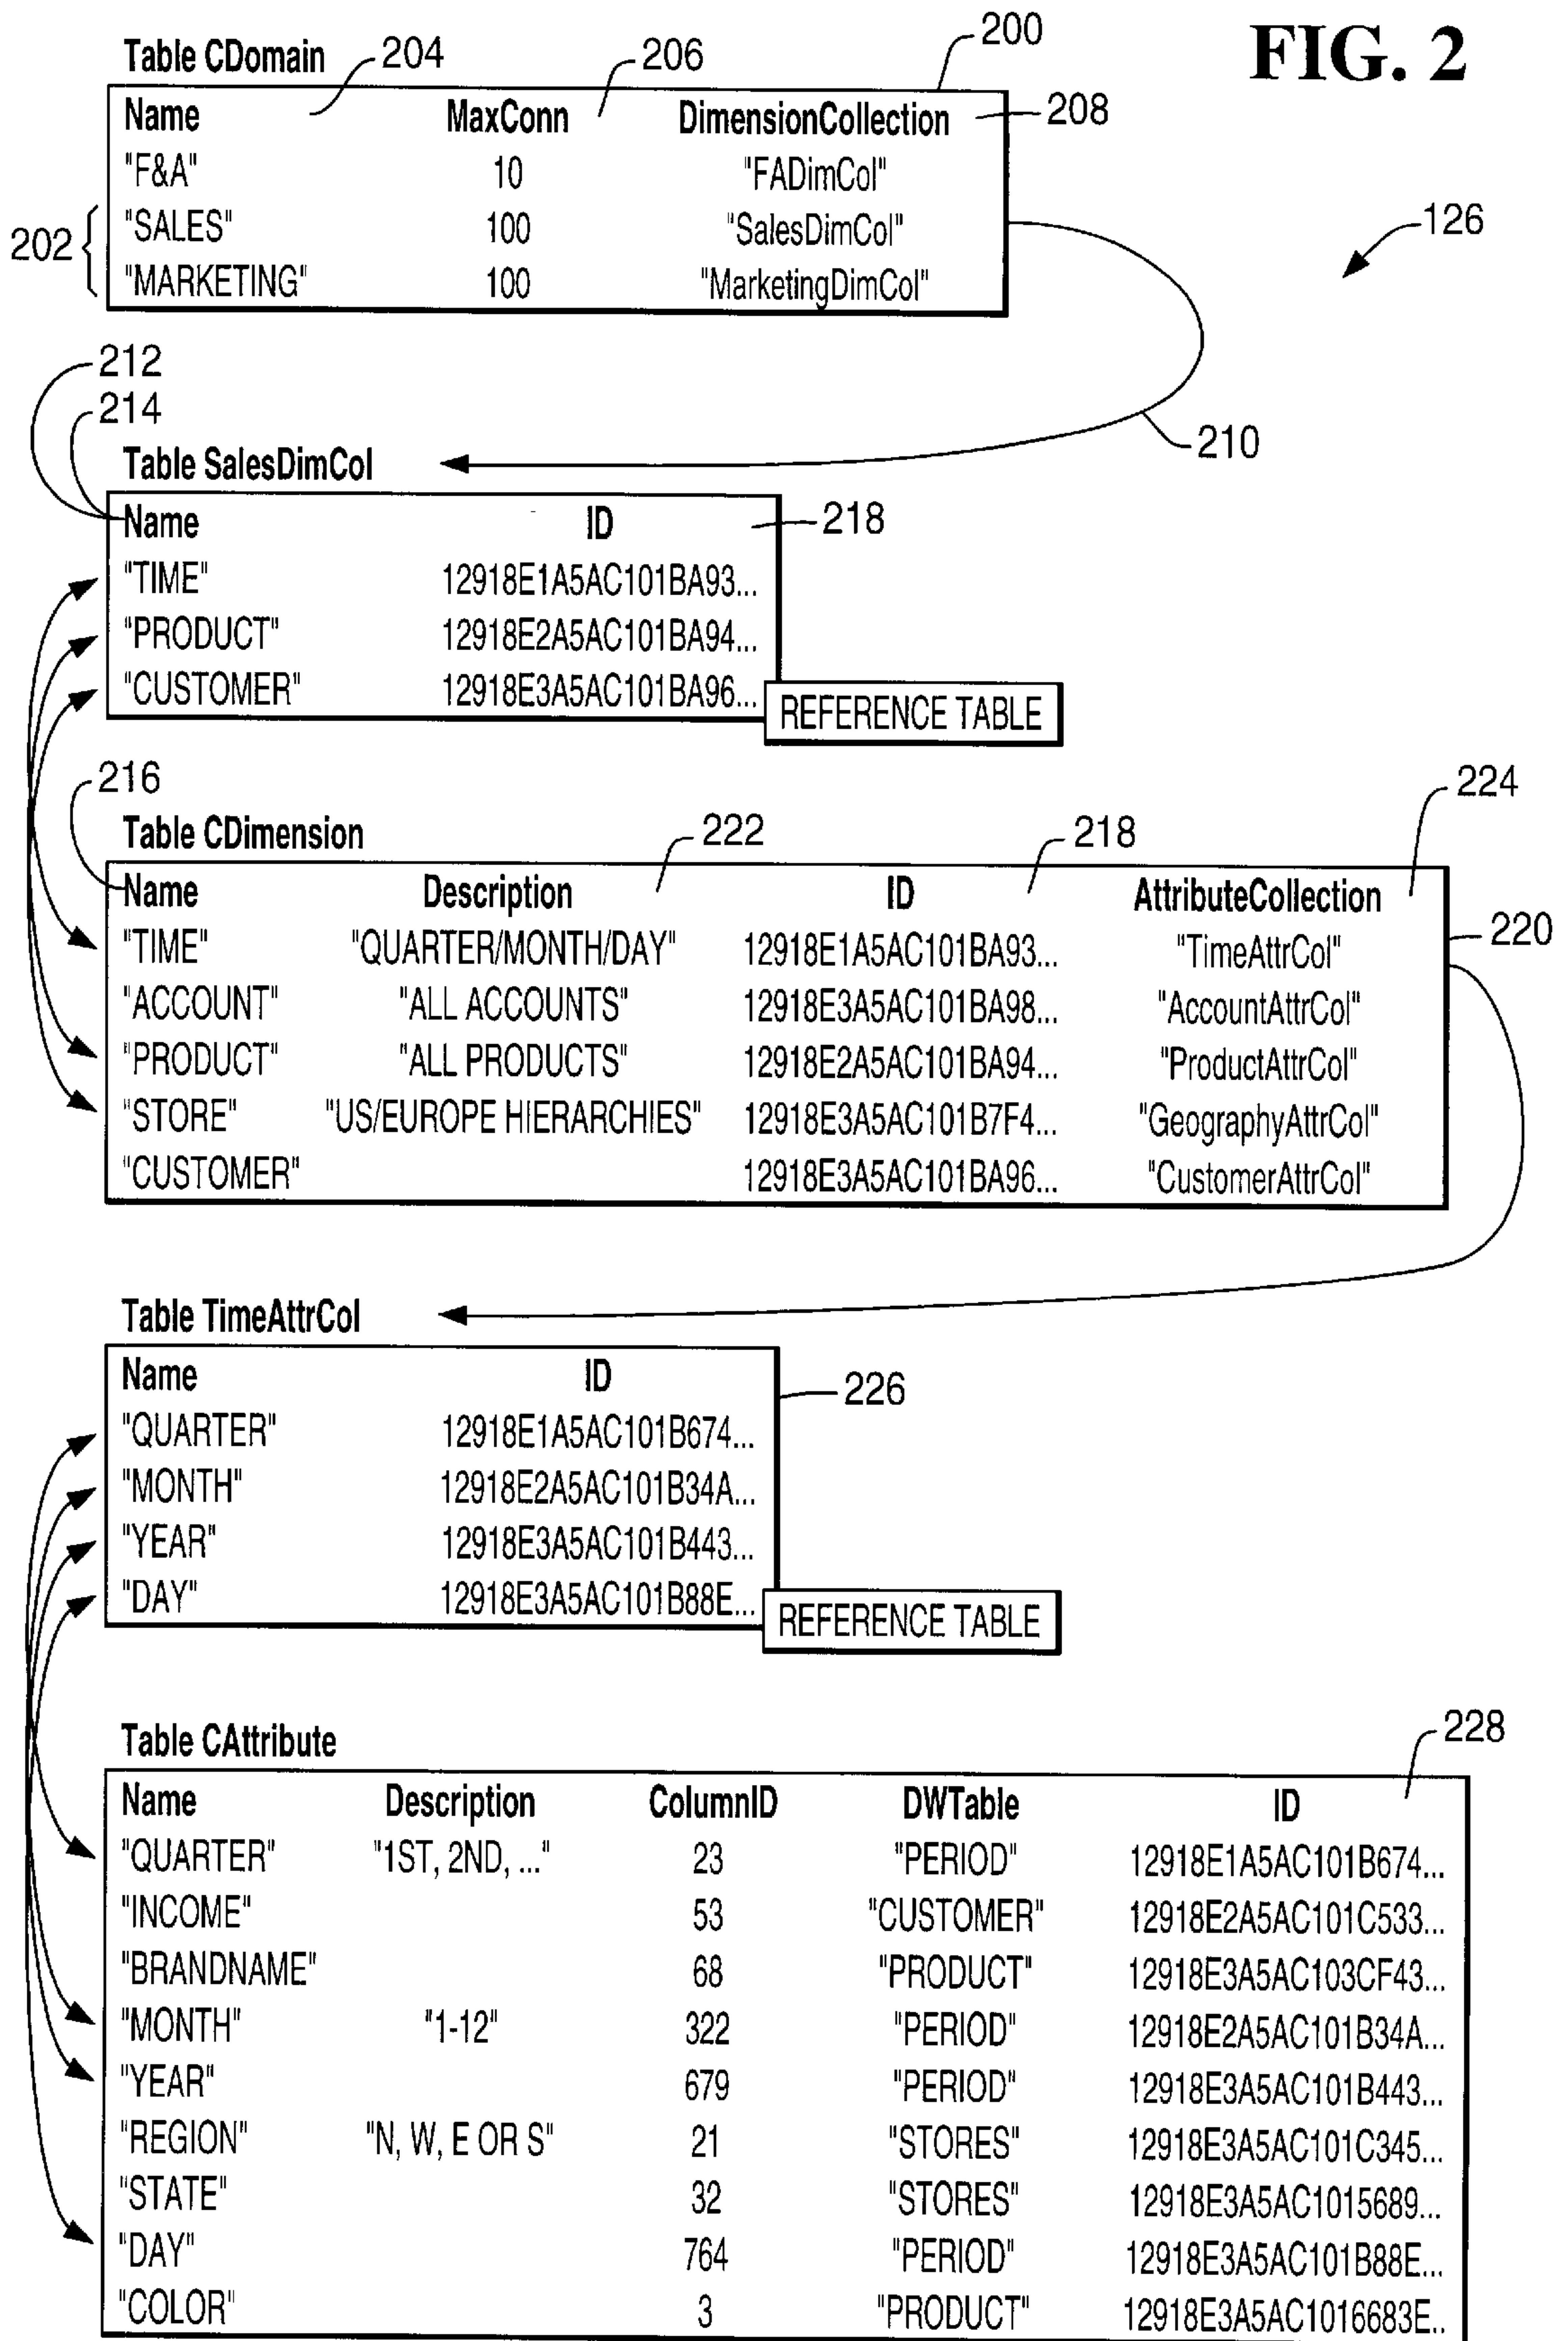 FIG. 2
Table CDomain 204 206 200
Name MaxConn DimensionCollection 208
"F&A" 10 "FADimCol"
"SALES" 100 "SalesDimCol"
202 126
"MARKETING" 100 "MarketingDimCol"
212
214
210
Table SalesDimCol
Name ID 218
"TIME" 12918E1A5AC101BA93...
"PRODUCT" 12918E2A5AC101BA94...
"CUSTOMER" 12918E3A5AC101BA96...
REFERENCE TABLE
216 224
Table CDimension 222 218
Name Description ID AttributeCollection
220
"TIME" "QUARTER/MONTH/DAY" 12918E1A5AC101BA93... "TimeAttrCol"
"ACCOUNT" "ALL ACCOUNTS" 12918E3A5AC101BA98... "AccountAttrCol"
"PRODUCT" "ALL PRODUCTS" 12918E2A5AC101BA94... "ProductAttrCol"
"STORE" "US/EUROPE HIERARCHIES" 12918E3A5AC101B7F4... "GeographyAttrCol"
"CUSTOMER" 12918E3A5AC101BA96... "CustomerAttrCol"
Table TimeAttrCol
Name ID
226
"QUARTER" 12918E1A5AC101B674...
"MONTH" 12918E2A5AC101B34A...
"YEAR" 12918E3A5AC101B443...
"DAY" 12918E3A5AC101B88E...
REFERENCE TABLE
Table CAttribute 228
Name Description ColumnID DWTable ID
"QUARTER" "1ST, 2ND, ..." 23 "PERIOD" 12918E1A5AC101B674...
"INCOME" 53 "CUSTOMER" 12918E2A5AC101C533...
"BRANDNAME" 68 "PRODUCT" 12918E3A5AC103CF43...
"MONTH" "1-12" 322 "PERIOD" 12918E2A5AC101B34A...
"YEAR" 679 "PERIOD" 12918E3A5AC101B443...
"REGION" "N, W, E OR S" 21 "STORES" 12918E3A5AC101C345...
"STATE" 32 "STORES" 12918E3A5AC1015689...
"DAY" 764 "PERIOD" 12918E3A5AC101B88E...
"COLOR" 3 "PRODUCT" 12918E3A5AC1016683E..